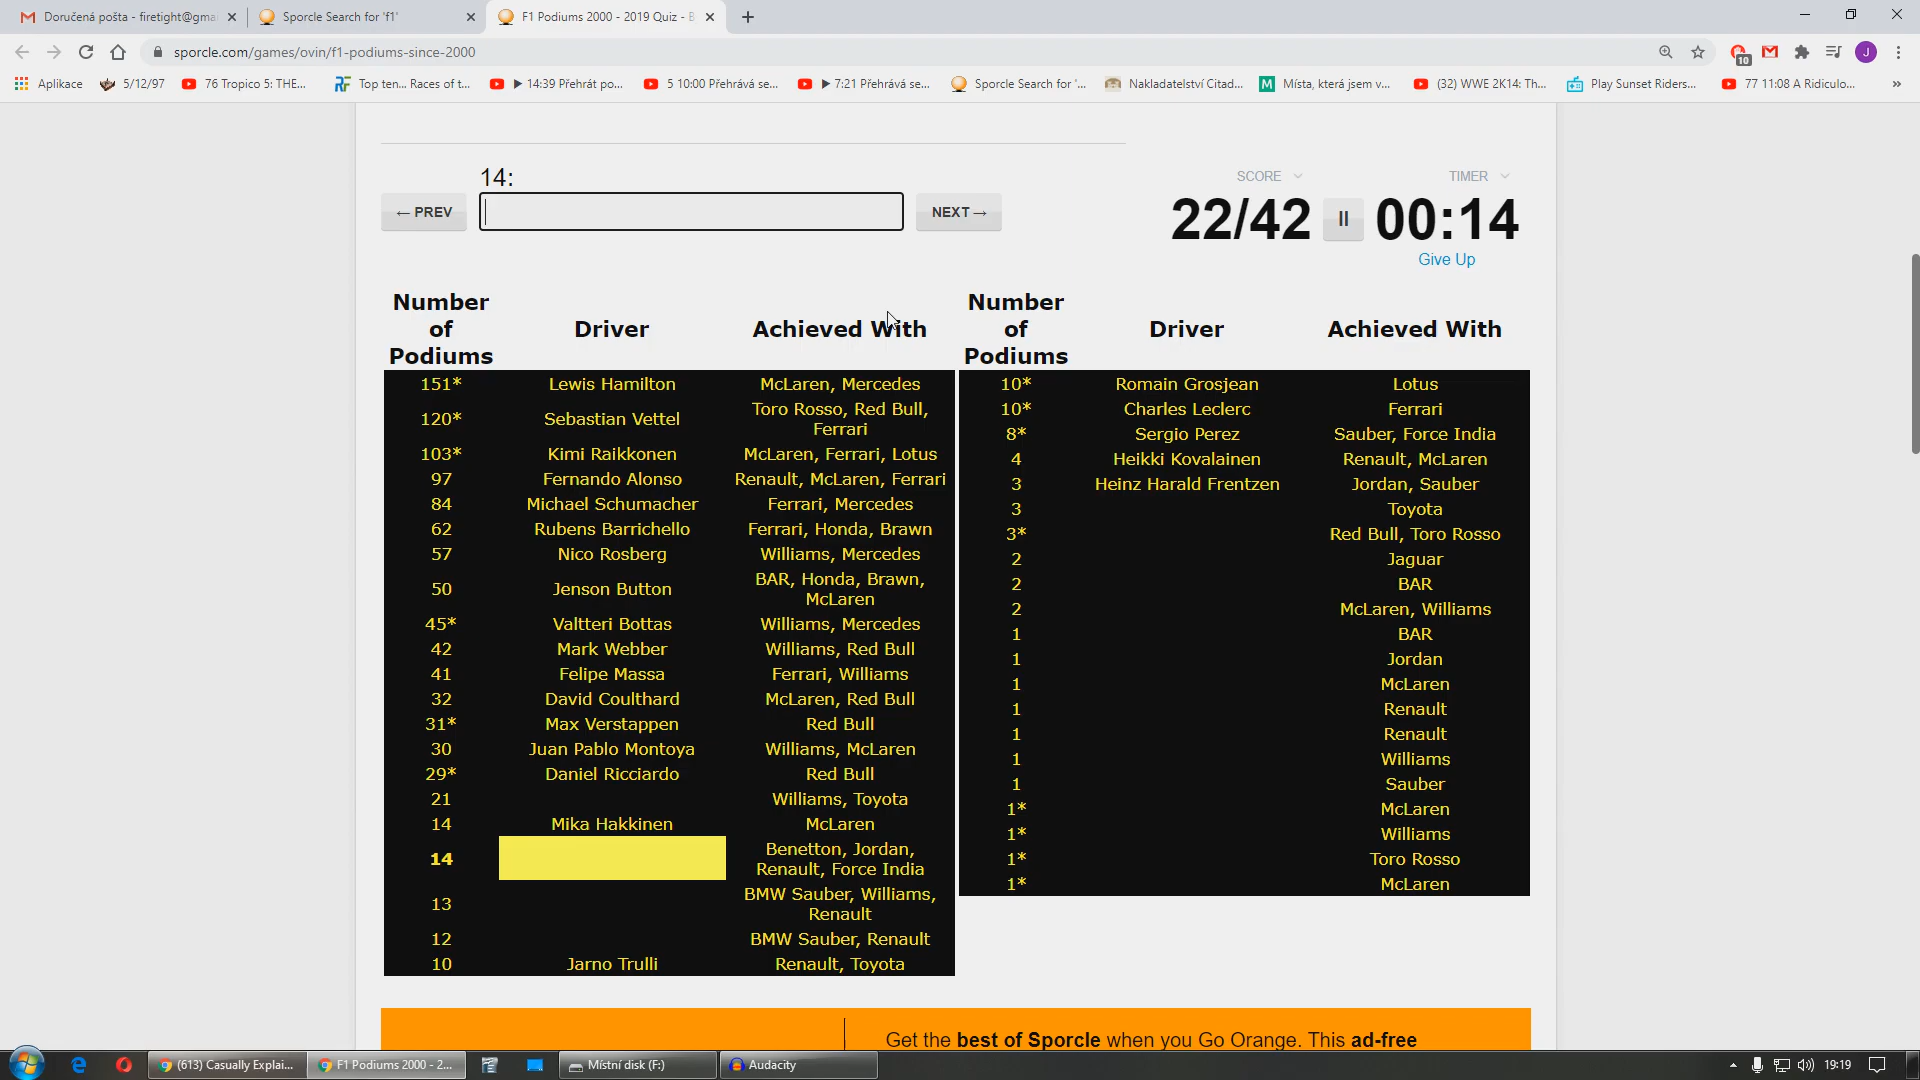 Doručená pošta - firetight@gma
Sporcle Search for 'f1'
F1 Podiums 2000 - 2019 Quiz - B
sporcle.com/games/ovin/f1-podiums-since-2000
10
J
Aplikace
5/12/97
76 Tropico 5: THE...
Top ten... Races of t...
▶ 14:39 Přehrát po...
5 10:00 Přehrává se...
▶ 7:21 Přehrává se...
Sporcle Search for '...
Nakladatelství Citad...
Místa, která jsem v...
(32) WWE 2K14: Th...
Play Sunset Riders...
77 11:08 A Ridiculo...
»
14:
← PREV
NEXT →
SCORE
22/42
TIMER
00:14
Give Up
Number of Podiums Driver Achieved With
151* Lewis Hamilton McLaren, Mercedes
120* Sebastian Vettel Toro Rosso, Red Bull, Ferrari
103* Kimi Raikkonen McLaren, Ferrari, Lotus
97 Fernando Alonso Renault, McLaren, Ferrari
84 Michael Schumacher Ferrari, Mercedes
62 Rubens Barrichello Ferrari, Honda, Brawn
57 Nico Rosberg Williams, Mercedes
50 Jenson Button BAR, Honda, Brawn, McLaren
45* Valtteri Bottas Williams, Mercedes
42 Mark Webber Williams, Red Bull
41 Felipe Massa Ferrari, Williams
32 David Coulthard McLaren, Red Bull
31* Max Verstappen Red Bull
30 Juan Pablo Montoya Williams, McLaren
29* Daniel Ricciardo Red Bull
21 Williams, Toyota
14 Mika Hakkinen McLaren
14 Benetton, Jordan, Renault, Force India
13 BMW Sauber, Williams, Renault
12 BMW Sauber, Renault
10 Jarno Trulli Renault, Toyota
Number of Podiums Driver Achieved With
10* Romain Grosjean Lotus
10* Charles Leclerc Ferrari
8* Sergio Perez Sauber, Force India
4 Heikki Kovalainen Renault, McLaren
3 Heinz Harald Frentzen Jordan, Sauber
3 Toyota
3* Red Bull, Toro Rosso
2 Jaguar
2 BAR
2 McLaren, Williams
1 BAR
1 Jordan
1 McLaren
1 Renault
1 Renault
1 Williams
1 Sauber
1* McLaren
1* Williams
1* Toro Rosso
1* McLaren
Get the best of Sporcle when you Go Orange. This ad-free
(613) Casually Explai...
F1 Podiums 2000 - 2...
Místní disk (F:)
Audacity
19:19